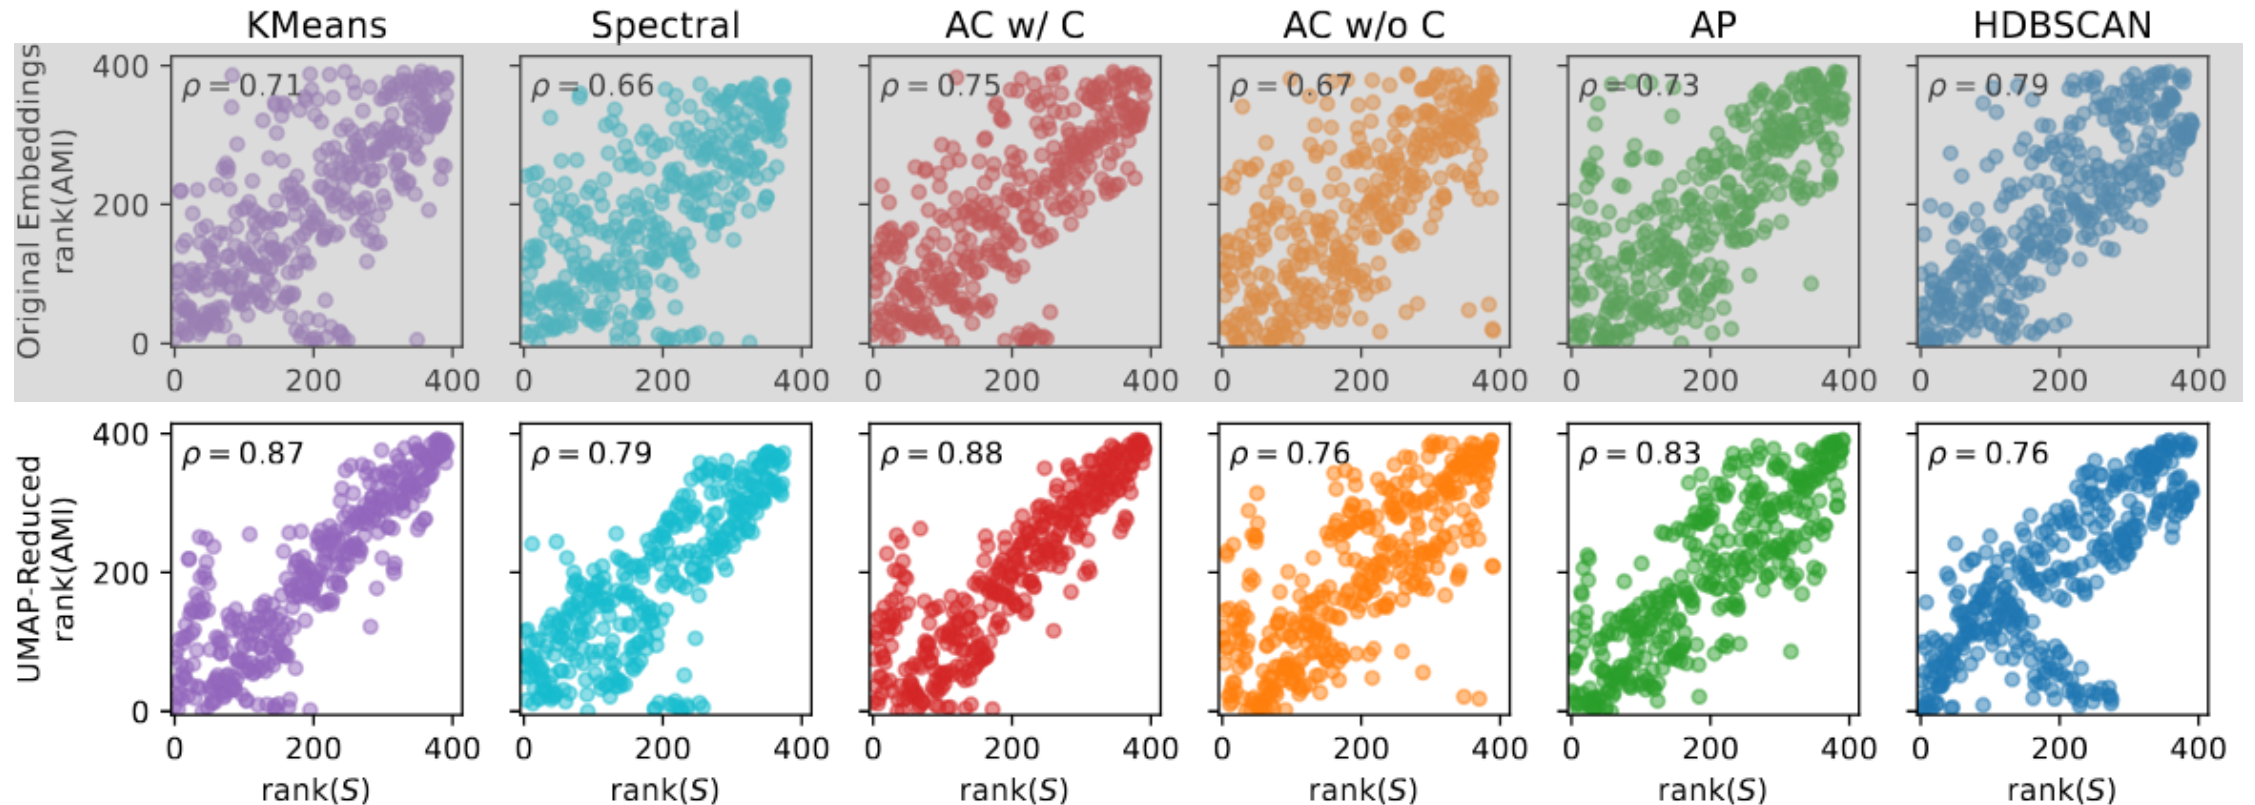 KMeans Spectral AC w/ C AC w/o C AP HDBSCAN
Original Embeddings
rank(AMI)
400
200
0
ρ = 0.71
ρ = 0.66
ρ = 0.75
ρ = 0.67
ρ = 0.73
ρ = 0.79
0 200 400 0 200 400 0 200 400 0 200 400 0 200 400 0 200 400
UMAP-Reduced
rank(AMI)
400
200
0
ρ = 0.87
ρ = 0.79
ρ = 0.88
ρ = 0.76
ρ = 0.83
ρ = 0.76
0 200 400 0 200 400 0 200 400 0 200 400 0 200 400 0 200 400
rank(S) rank(S) rank(S) rank(S) rank(S) rank(S)